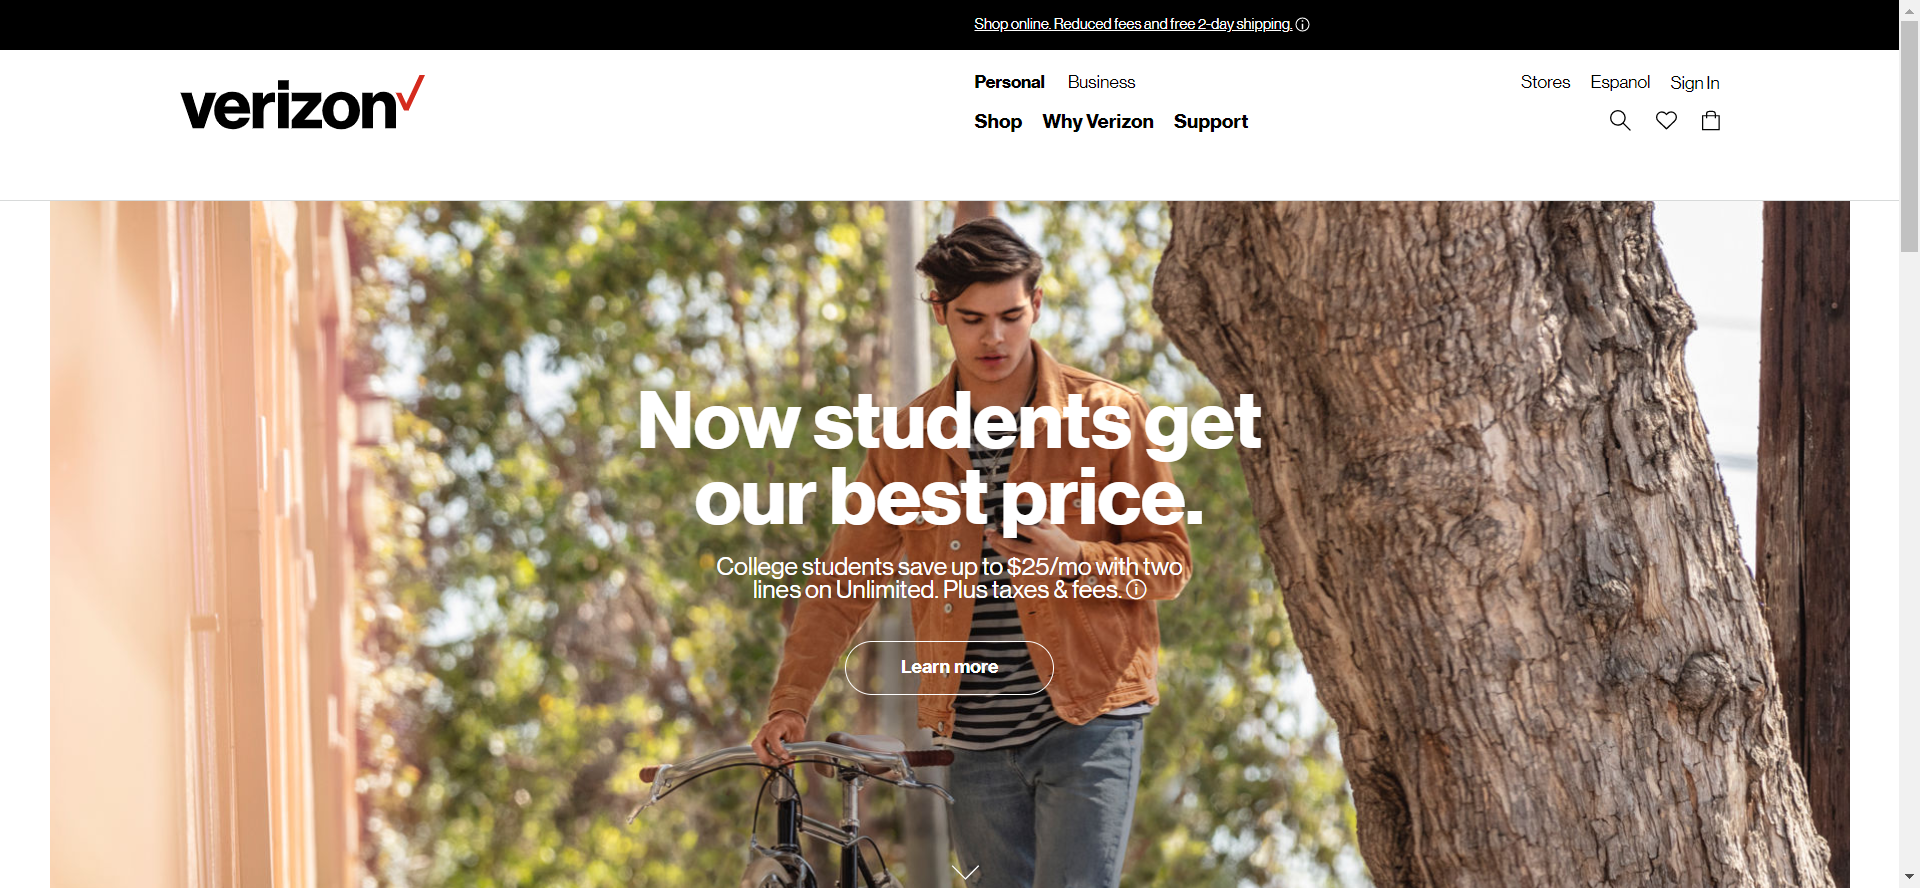 Shop online. Reduced fees and free 2-day shipping.
verizon
Personal Business
Stores Espanol Sign In
Shop Why Verizon Support
Now students get
our best price.
College students save up to $25/mo with two
lines on Unlimited. Plus taxes & fees.
Learn more